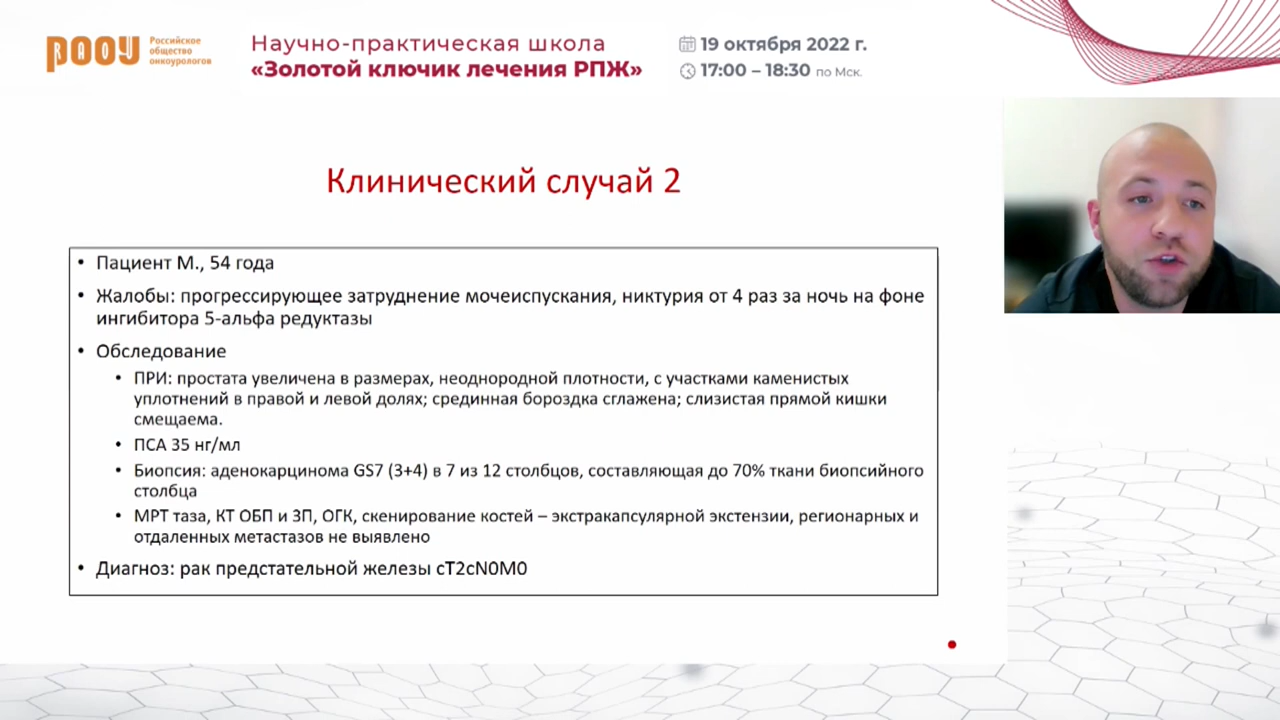 РАОУ
Российское
общество
онкоурологов
Научно-практическая школа
«Золотой ключик лечения РПЖ»
19 октября 2022 г.
17:00 – 18:30 по Мск.
Клинический случай 2
• Пациент М., 54 года
• Жалобы: прогрессирующее затруднение мочеиспускания, никтурия от 4 раз за ночь на фоне
ингибитора 5-альфа редуктазы
• Обследование
• ПРИ: простата увеличена в размерах, неоднородной плотности, с участками каменистых
уплотнений в правой и левой долях; срединная бороздка сглажена; слизистая прямой кишки
смещаема.
• ПСА 35 нг/мл
• Биопсия: аденокарцинома GS7 (3+4) в 7 из 12 столбцов, составляющая до 70% ткани биопсийного
столбца
• МРТ таза, КТ ОБП и ЗП, ОГК, скенирование костей – экстракапсулярной экстензии, регионарных и
отдаленных метастазов не выявлено
• Диагноз: рак предстательной железы cT2cN0M0